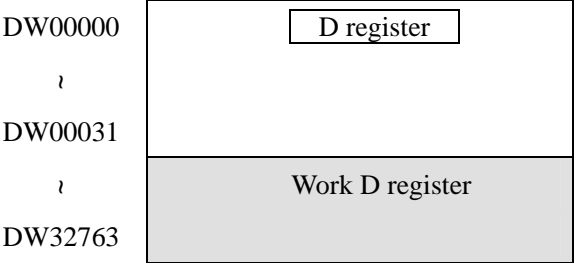 DW00000 D register
~
DW00031
~ Work D register
DW32763